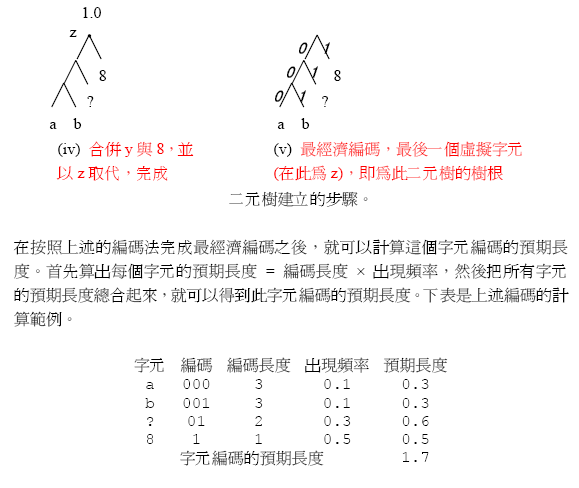 1.0
z
8
?
a b
0 1
0 1 8
0 1 ?
a b
(iv) 合併 y 與 8，並
以 z 取代，完成
(v) 最經濟編碼，最後一個虛擬字元
(在此為 z)，即為此二元樹的樹根
二元樹建立的步驟。
在按照上述的編碼法完成最經濟編碼之後，就可以計算這個字元編碼的預期長
度。首先算出每個字元的預期長度 = 編碼長度 × 出現頻率，然後把所有字元
的預期長度總合起來，就可以得到此字元編碼的預期長度。下表是上述編碼的計
算範例。
字元 編碼 編碼長度 出現頻率 預期長度
a 000 3 0.1 0.3
b 001 3 0.1 0.3
? 01 2 0.3 0.6
8 1 1 0.5 0.5
字元編碼的預期長度 1.7